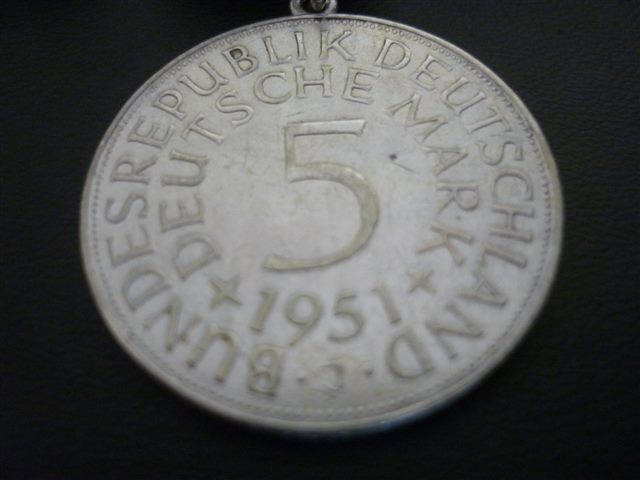 BUNDESREPUBLIK DEUTSCHLAND
DEUTSCHE MARK
5
1951